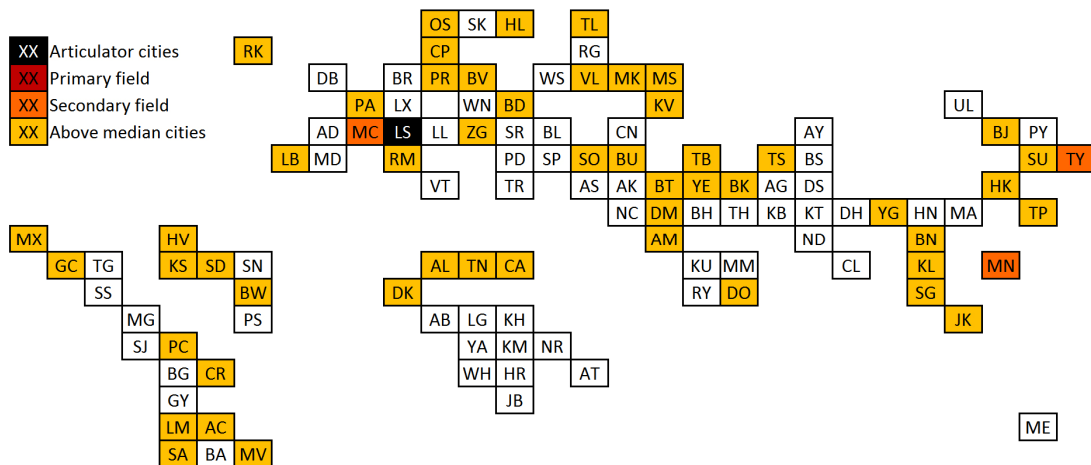 OS SK HL TL
XX Articulator cities RK CP RG
XX Primary field DB BR PR BV WS VL MK MS
XX Secondary field PA LX WN BD KV UL
XX Above median cities AD MC LS LL ZG SR BL CN AY BJ PY
LB MD RM PD SP SO BU TB TS BS SU TY
VT TR AS AK BT YE BK AG DS HK
NC DM BH TH KB KT DH YG HN MA TP
MX HV AM ND BN
GC TG KS SD SN AL TN CA KU MM CL KL MN
SS BW DK RY DO SG
MG PS AB LG KH JK
SJ PC YA KM NR
BG CR WH HR AT
GY JB
LM AC ME
SA BA MV